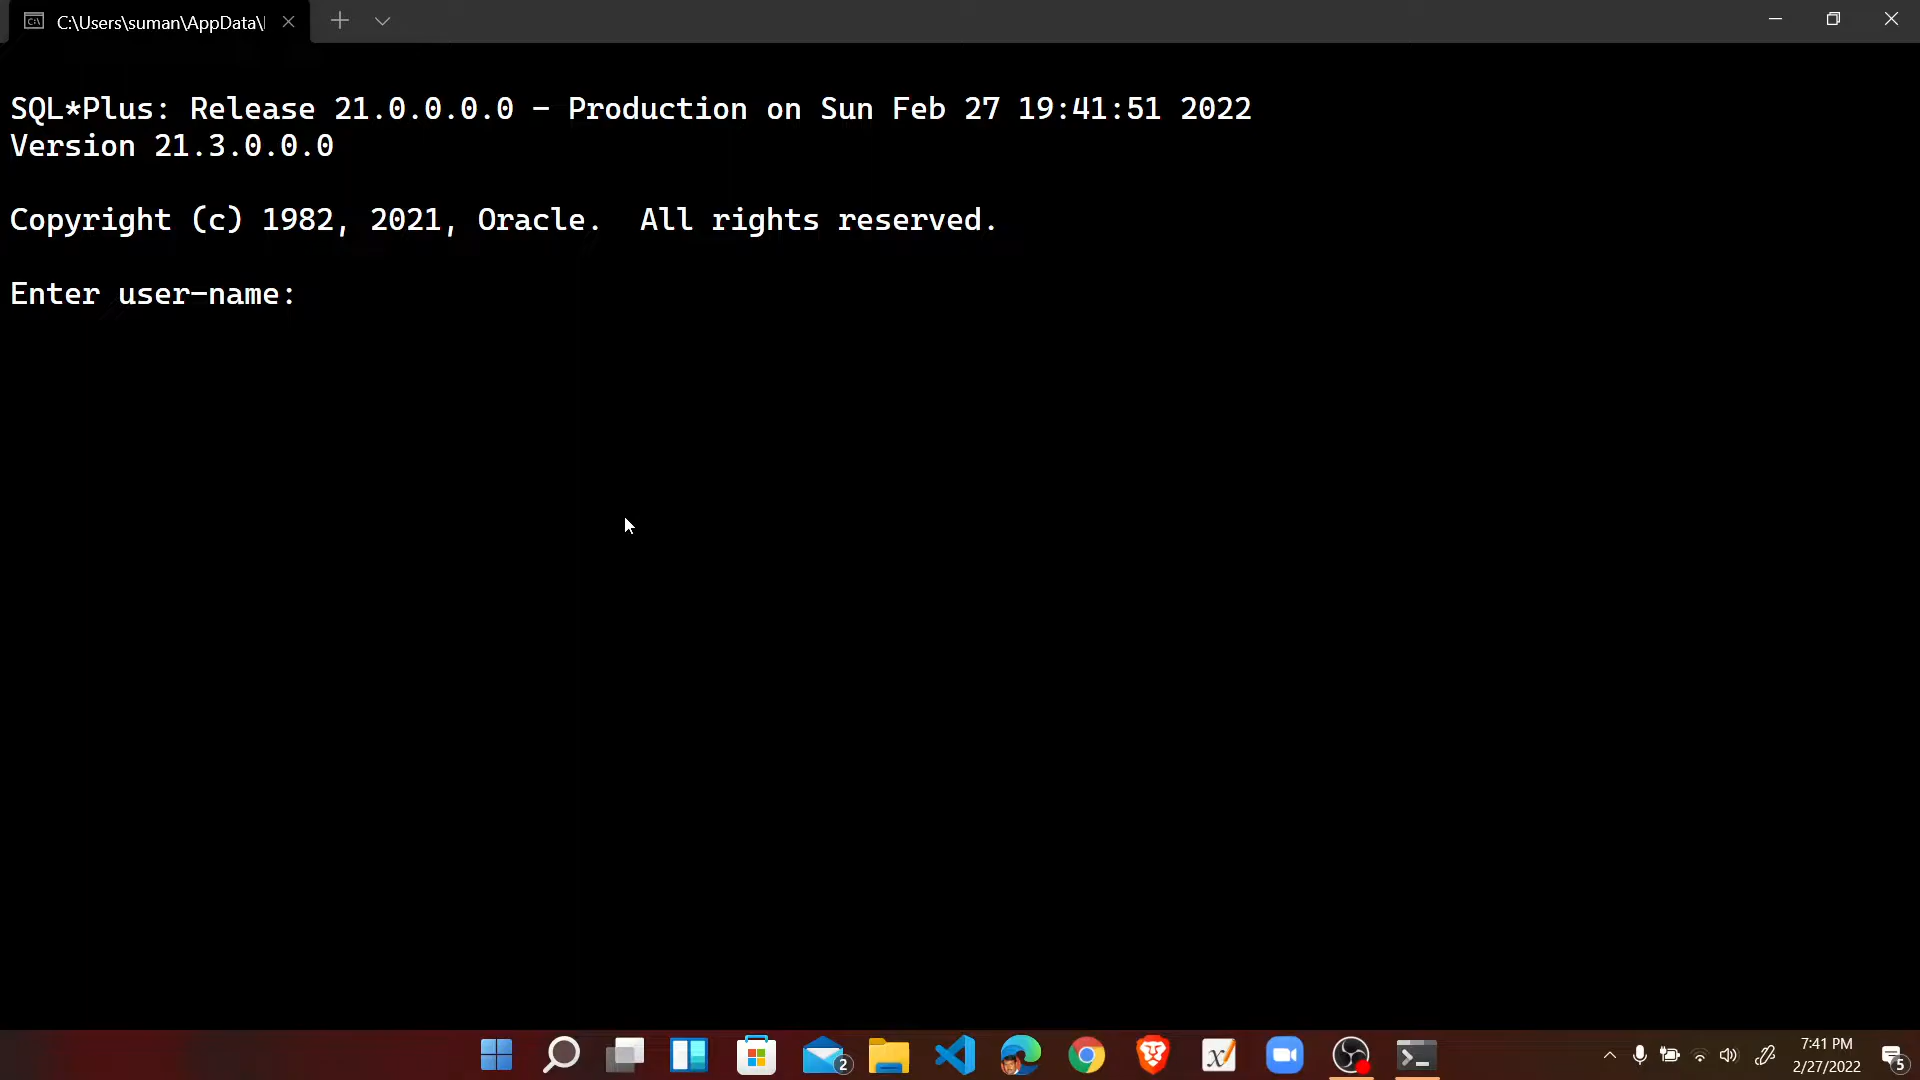 C:\Users\suman\AppData\
SQL*Plus: Release 21.0.0.0.0 - Production on Sun Feb 27 19:41:51 2022
Version 21.3.0.0.0
Copyright (c) 1982, 2021, Oracle.  All rights reserved.
Enter user-name:
2
7:41 PM
2/27/2022
5